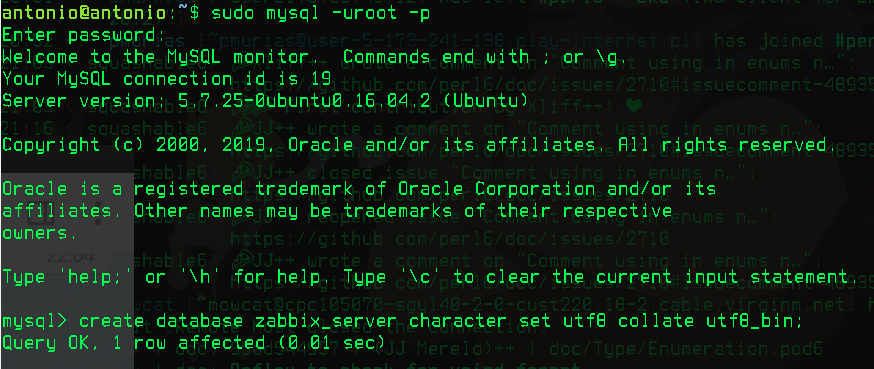 antonio@antonio:~$ sudo mysql -uroot -p
Enter password:
Welcome to the MySQL monitor.  Commands end with ; or \g.
Your MySQL connection id is 19
Server version: 5.7.25-0ubuntu0.16.04.2 (Ubuntu)
Copyright (c) 2000, 2019, Oracle and/or its affiliates. All rights reserved.
Oracle is a registered trademark of Oracle Corporation and/or its
affiliates. Other names may be trademarks of their respective
owners.
Type 'help;' or '\h' for help. Type '\c' to clear the current input statement.
mysql> create database zabbix_server character set utf8 collate utf8_bin;
Query OK, 1 row affected (0,01 sec)